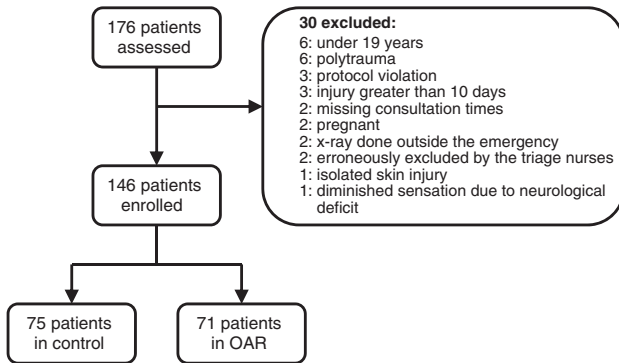 176 patients
assessed
30 excluded:
6: under 19 years
6: polytrauma
3: protocol violation
3: injury greater than 10 days
2: missing consultation times
2: pregnant
2: x-ray done outside the emergency
2: erroneously excluded by the triage nurses
1: isolated skin injury
1: diminished sensation due to neurological
deficit
146 patients
enrolled
75 patients
in control
71 patients
in OAR